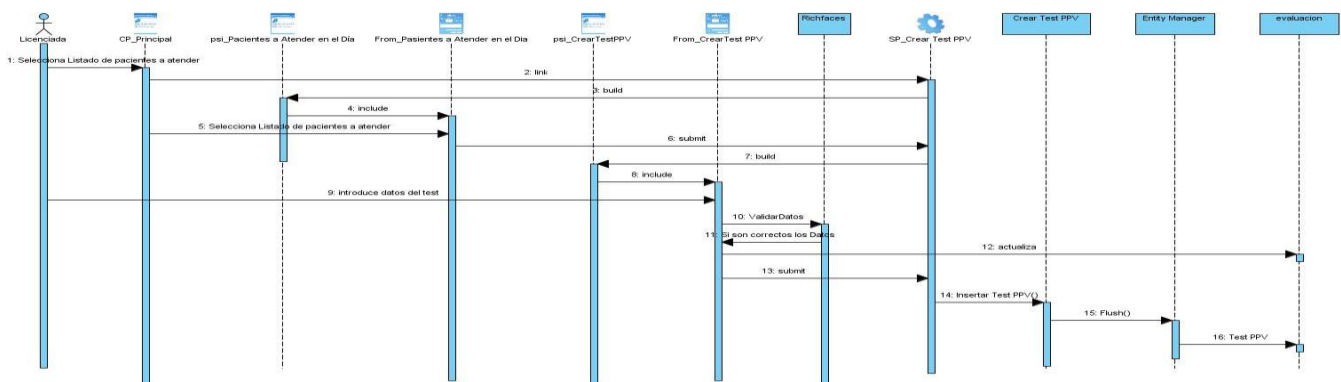 Licenciada
CP_Principal
psi_Pacientes a Atender en el Día
From_Pasientes a Atender en el Dia
psi_CrearTestPPV
From_CrearTest PPV
Richfaces
SP_Crear Test PPV
Crear Test PPV
Entity Manager
evaluacion
1: Selecciona Listado de pacientes a atender
2: link
3: build
4: include
5: Selecciona Listado de pacientes a atender
6: submit
7: build
8: include
9: introduce datos del test
10: ValidarDatos
11: Si son correctos los Datos
12: actualiza
13: submit
14: Insertar Test PPV()
15: Flush()
16: Test PPV